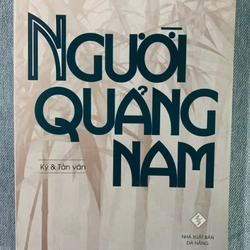 NGƯỜI
QUẢNG
NAM
Ký & Tản văn
NHÀ XUẤT BẢN
ĐÀ NẴNG